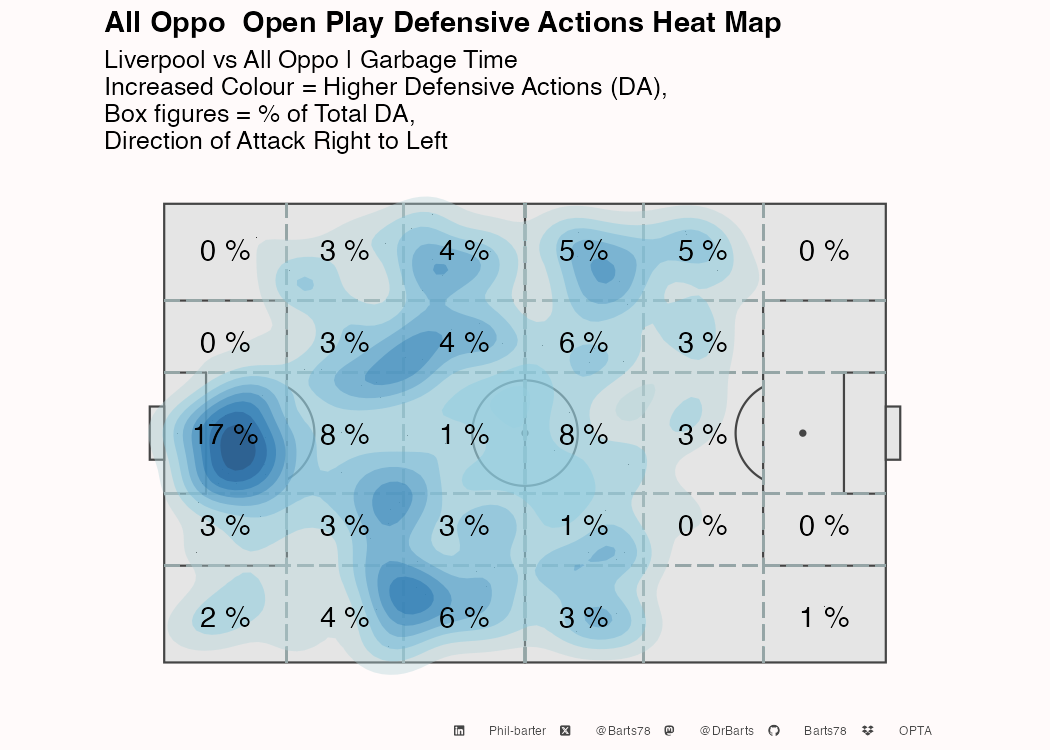 All Oppo  Open Play Defensive Actions Heat Map
Liverpool vs All Oppo | Garbage Time
Increased Colour = Higher Defensive Actions (DA),
Box figures = % of Total DA,
Direction of Attack Right to Left
0 % 3 % 4 % 5 % 5 % 0 %
0 % 3 % 4 % 6 % 3 %
17 % 8 % 1 % 8 % 3 %
3 % 3 % 3 % 1 % 0 % 0 %
2 % 4 % 6 % 3 % 1 %
Phil-barter @Barts78 @DrBarts Barts78 OPTA